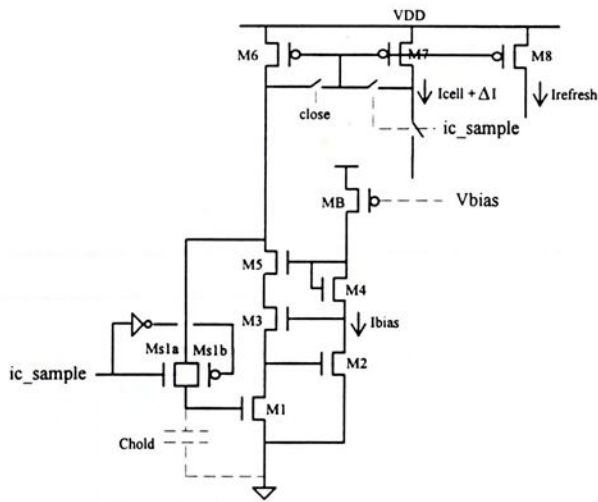 VDD
M6
M7
M8
Icell + ΔI
Irefresh
close
ic_sample
MB
Vbias
M5
M4
M3
Ibias
Ms1a
Ms1b
M2
ic_sample
M1
Chold